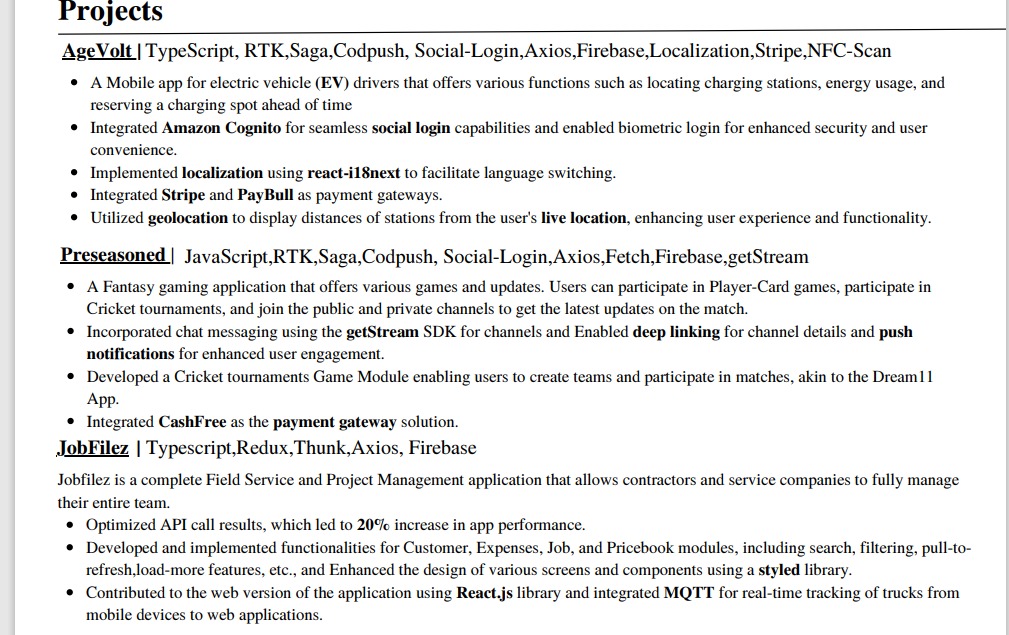 Projects
AgeVolt | TypeScript, RTK,Saga,Codpush, Social-Login,Axios,Firebase,Localization,Stripe,NFC-Scan
• A Mobile app for electric vehicle (EV) drivers that offers various functions such as locating charging stations, energy usage, and
reserving a charging spot ahead of time
• Integrated Amazon Cognito for seamless social login capabilities and enabled biometric login for enhanced security and user
convenience.
• Implemented localization using react-i18next to facilitate language switching.
• Integrated Stripe and PayBull as payment gateways.
• Utilized geolocation to display distances of stations from the user's live location, enhancing user experience and functionality.
Preseasoned | JavaScript,RTK,Saga,Codpush, Social-Login,Axios,Fetch,Firebase,getStream
• A Fantasy gaming application that offers various games and updates. Users can participate in Player-Card games, participate in
Cricket tournaments, and join the public and private channels to get the latest updates on the match.
• Incorporated chat messaging using the getStream SDK for channels and Enabled deep linking for channel details and push
notifications for enhanced user engagement.
• Developed a Cricket tournaments Game Module enabling users to create teams and participate in matches, akin to the Dream11
App.
• Integrated CashFree as the payment gateway solution.
JobFilez | Typescript,Redux,Thunk,Axios, Firebase
Jobfilez is a complete Field Service and Project Management application that allows contractors and service companies to fully manage
their entire team.
• Optimized API call results, which led to 20% increase in app performance.
• Developed and implemented functionalities for Customer, Expenses, Job, and Pricebook modules, including search, filtering, pull-to-
refresh,load-more features, etc., and Enhanced the design of various screens and components using a styled library.
• Contributed to the web version of the application using React.js library and integrated MQTT for real-time tracking of trucks from
mobile devices to web applications.